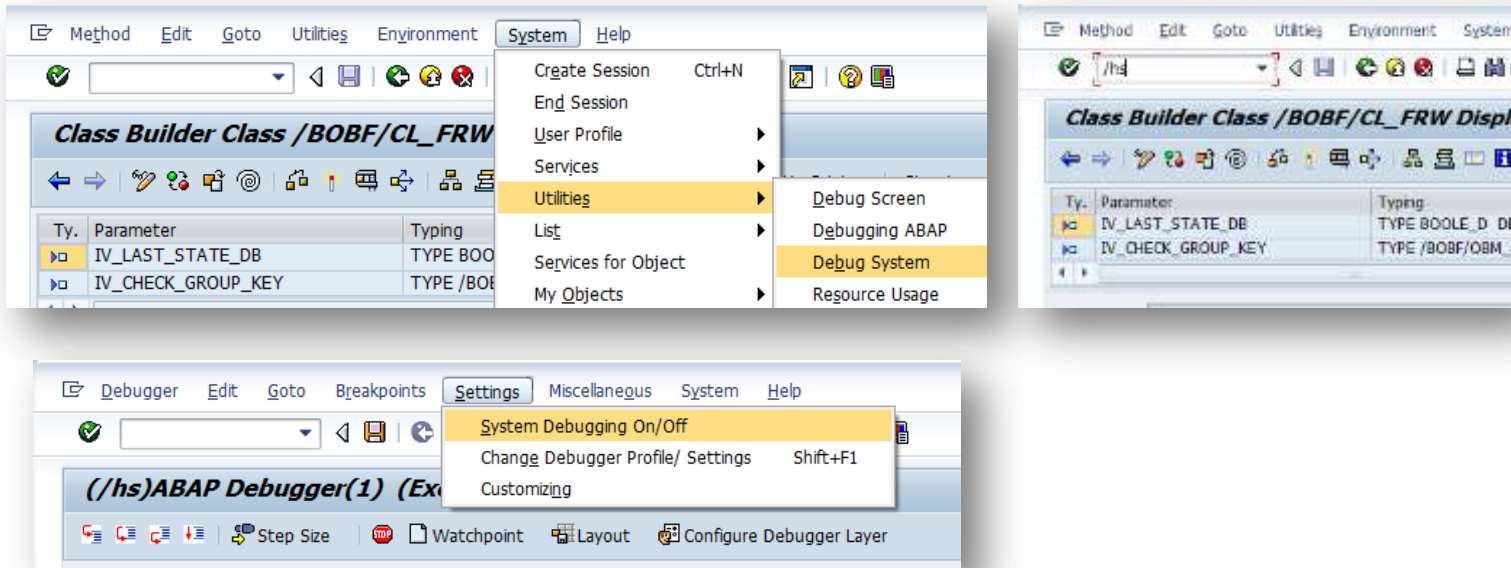 Method Edit Goto Utilities Environment System Help
Create Session Ctrl+N
End Session
Class Builder Class /BOBF/CL_FRW
User Profile
Services
Utilities
Debug Screen
Ty. Parameter Typing
List
Debugging ABAP
IV_LAST_STATE_DB TYPE BOO
Services for Object
Debug System
IV_CHECK_GROUP_KEY TYPE /BOB
My Objects
Resource Usage
Method Edit Goto Utilities Environment System
/hs
Class Builder Class /BOBF/CL_FRW Displ
Ty. Parameter Typing
IV_LAST_STATE_DB TYPE BOOLE_D
IV_CHECK_GROUP_KEY TYPE /BOBF/OBM_
Debugger Edit Goto Breakpoints Settings Miscellaneous System Help
System Debugging On/Off
Change Debugger Profile/ Settings Shift+F1
Customizing
(/hs)ABAP Debugger(1) (Ex
Step Size STOP Watchpoint Layout Configure Debugger Layer